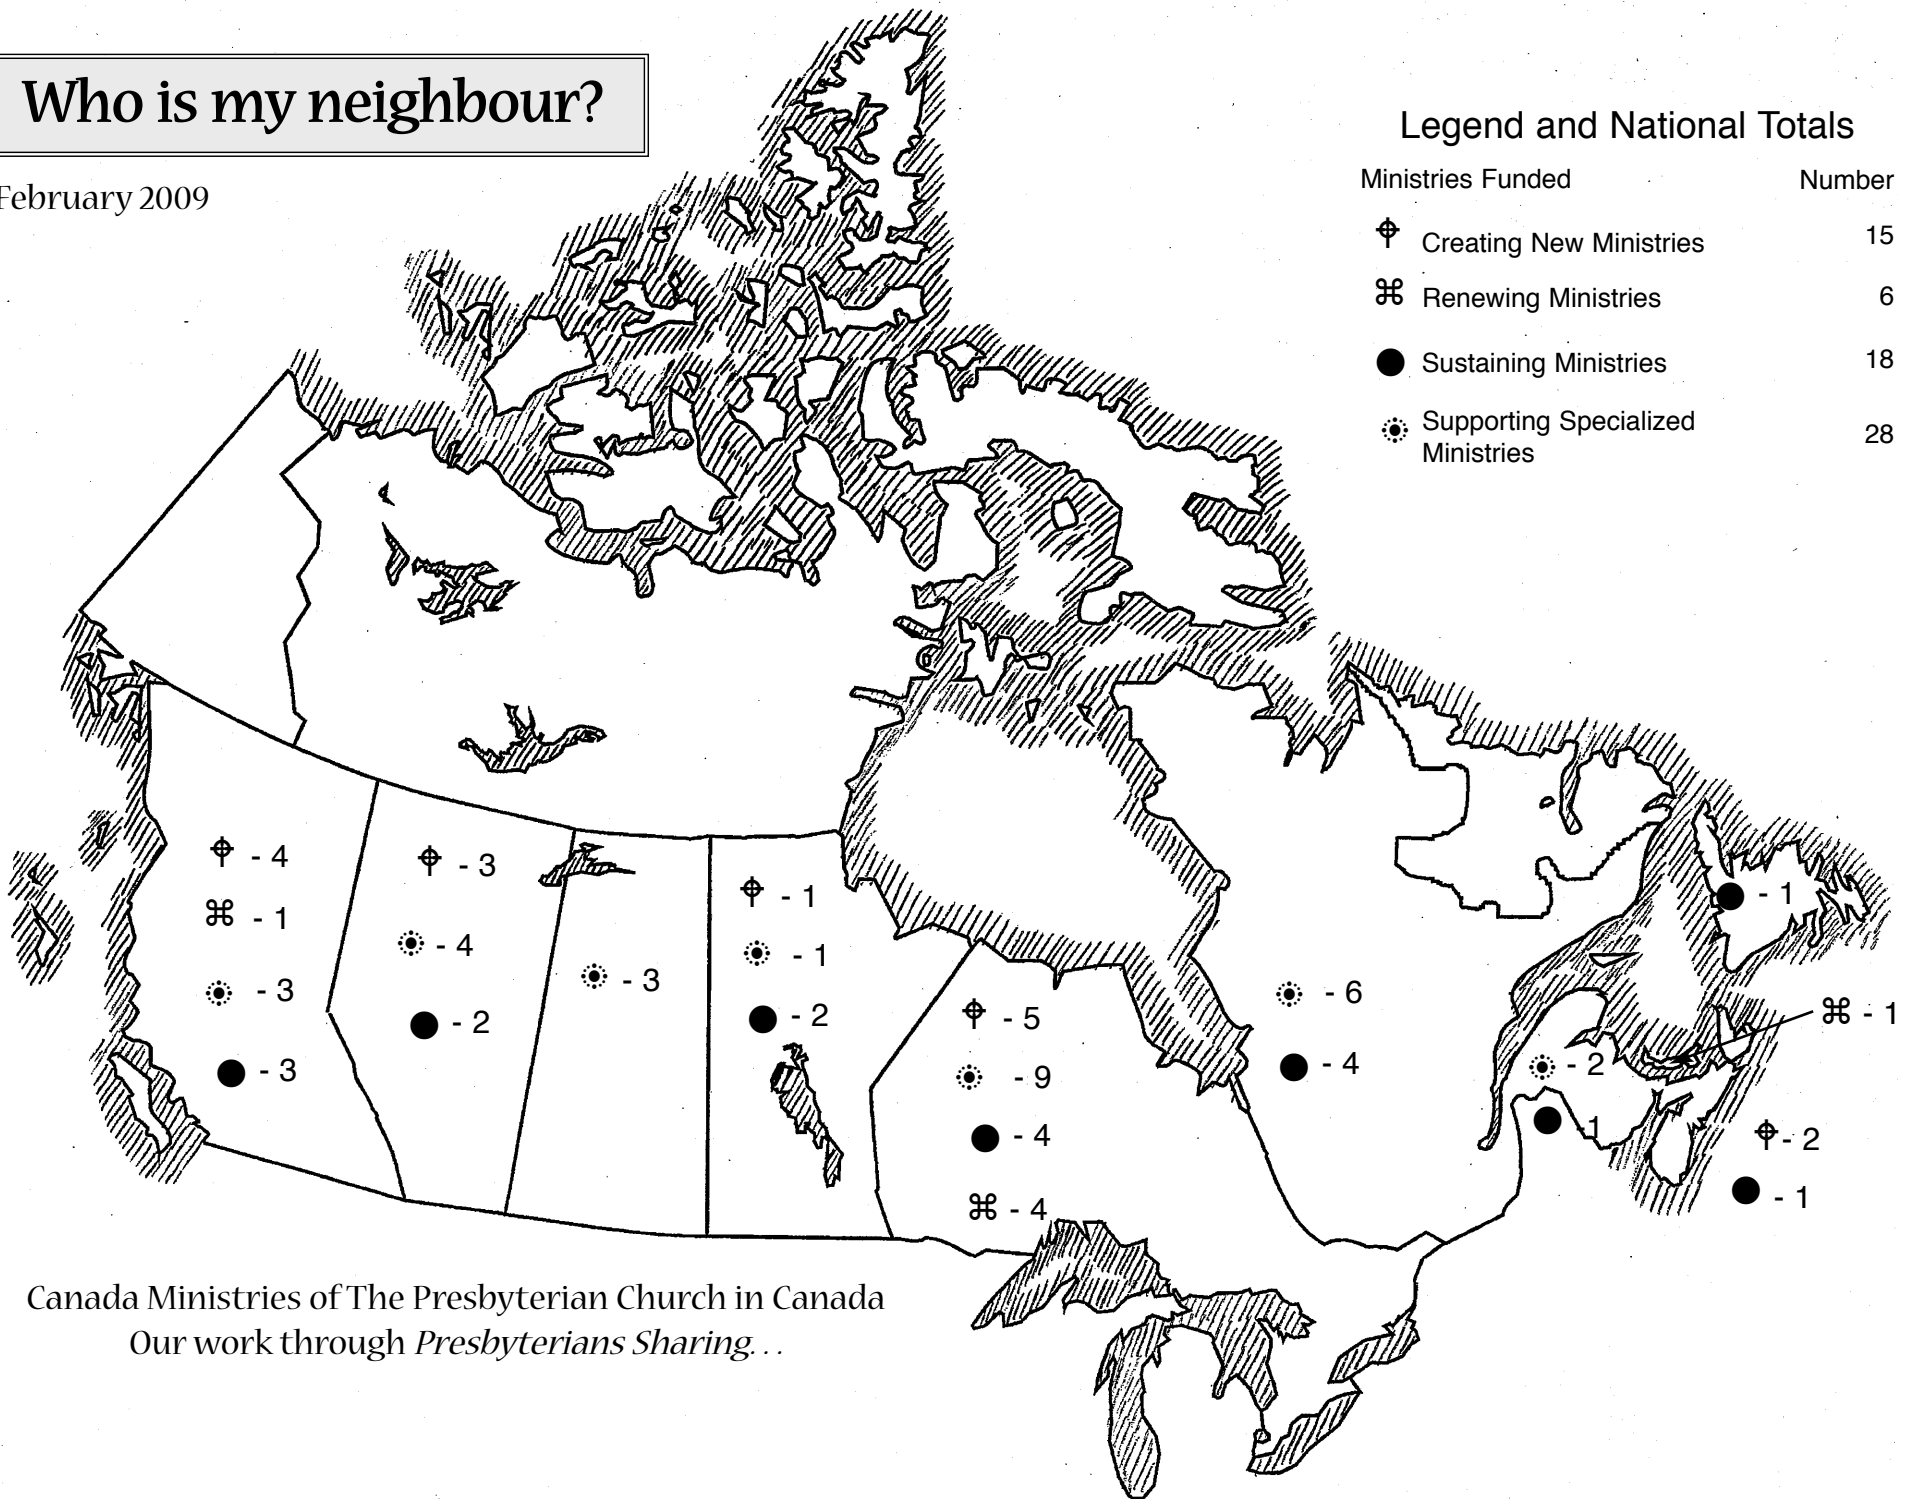 Who is my neighbour?
February 2009
Legend and National Totals
Ministries Funded Number
Creating New Ministries 15
⌘ Renewing Ministries 6
● Sustaining Ministries 18
Supporting Specialized
Ministries 28
- 4
⌘ - 1
- 3
● - 3
- 3
- 4
● - 2
- 3
- 1
- 1
● - 2
- 5
- 9
● - 4
⌘ - 4
- 6
● - 4
- 2
● -1
● - 1
⌘ - 1
- 2
● - 1
Canada Ministries of The Presbyterian Church in Canada
Our work through Presbyterians Sharing...